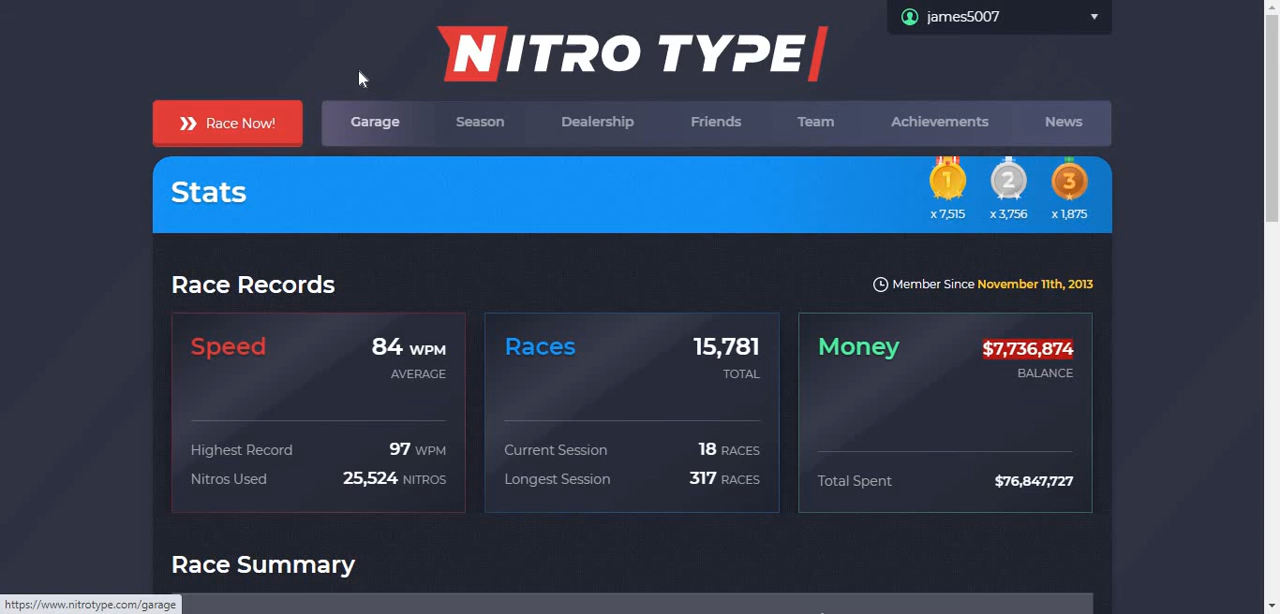 james5007
NITRO TYPE
Race Now!
Garage
Season
Dealership
Friends
Team
Achievements
News
Stats
1
2
3
x 7,515
x 3,756
x 1,875
Race Records
Member Since November 11th, 2013
Speed
84 WPM
AVERAGE
Highest Record
97 WPM
Nitros Used
25,524 NITROS
Races
15,781
TOTAL
Current Session
18 RACES
Longest Session
317 RACES
Money
$7,736,874
BALANCE
Total Spent
$76,847,727
Race Summary
https://www.nitrotype.com/garage